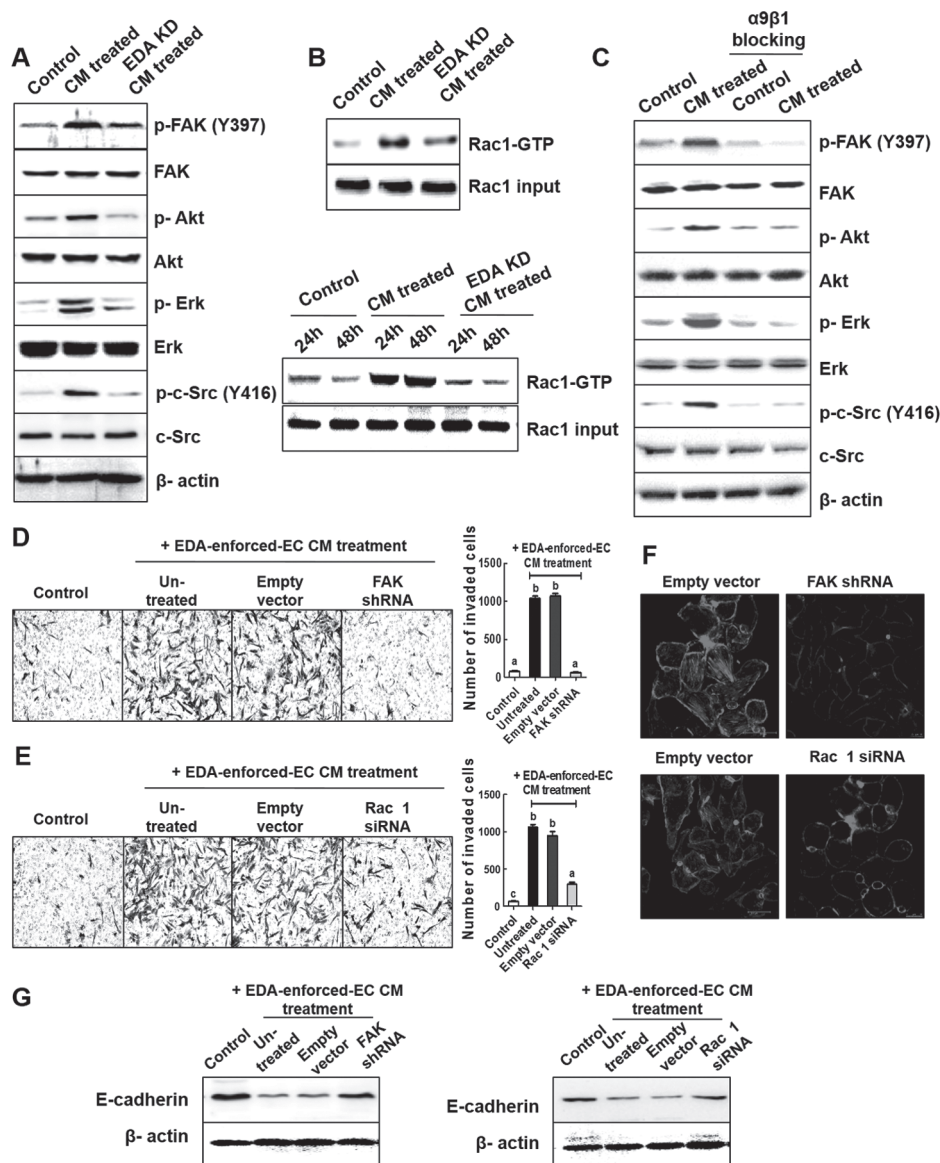 A
Control
CM treated
EDA KD
CM treated
p-FAK (Y397)
FAK
p- Akt
Akt
p- Erk
Erk
p-c-Src (Y416)
c-Src
β- actin
B
Control
CM treated
EDA KD
CM treated
Rac1-GTP
Rac1 input
Control
CM treated
EDA KD
CM treated
24h 48h 24h 48h 24h 48h
Rac1-GTP
Rac1 input
C
α9β1
blocking
Control
CM treated
Control
CM treated
p-FAK (Y397)
FAK
p- Akt
Akt
p- Erk
Erk
p-c-Src (Y416)
c-Src
β- actin
D
+ EDA-enforced-EC CM treatment
Control
Un-
treated
Empty
vector
FAK
shRNA
Number of invaded cells
+ EDA-enforced-EC
CM treatment
1500
1000
500
0
a
b
b
a
Control
Untreated
Empty vector
FAK shRNA
E
+ EDA-enforced-EC CM treatment
Control
Un-
treated
Empty
vector
Rac 1
siRNA
Number of invaded cells
+ EDA-enforced-EC
CM treatment
1500
1000
500
0
c
b
b
a
Control
Untreated
Empty vector
Rac 1 siRNA
F
Empty vector
FAK shRNA
Empty vector
Rac 1 siRNA
G
+ EDA-enforced-EC CM
treatment
Control
Un-
treated
Empty
vector
FAK
shRNA
E-cadherin
β- actin
+ EDA-enforced-EC CM
treatment
Control
Un-
treated
Empty
vector
Rac 1
siRNA
E-cadherin
β- actin